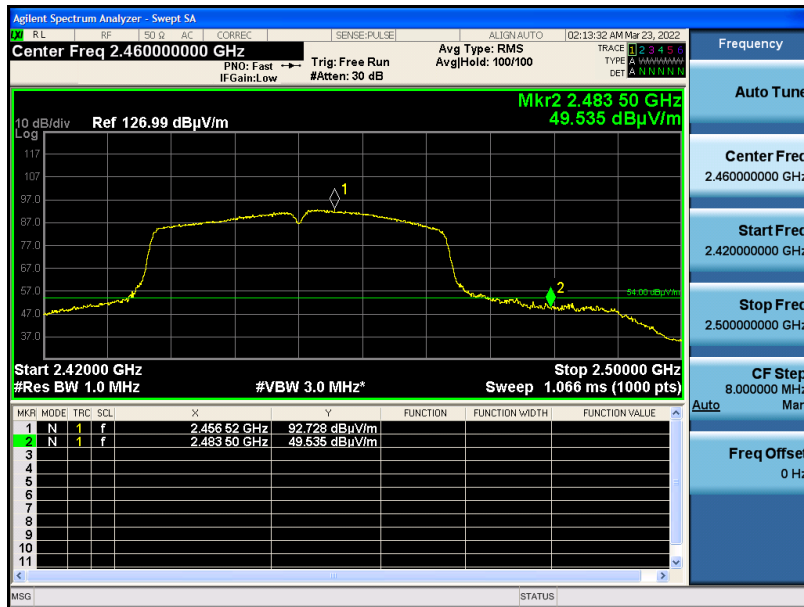 Agilent Spectrum Analyzer - Swept SA
LXI RL RF 50 Ω AC CORREC SENSE:PULSE ALIGN AUTO 02:13:32 AM Mar 23, 2022
Center Freq 2.460000000 GHz
PNO: Fast
IFGain:Low
Trig: Free Run
#Atten: 30 dB
Avg Type: RMS
Avg|Hold: 100/100
TRACE 1 2 3 4 5 6
TYPE A WWWWW
DET A N N N N N
Mkr2 2.483 50 GHz
49.535 dBµV/m
10 dB/div Ref 126.99 dBµV/m
Log
117
107
97.0
87.0
77.0
67.0
57.0
47.0
37.0
1
2
54.00 dBµV/m
Start 2.42000 GHz Stop 2.50000 GHz
#Res BW 1.0 MHz #VBW 3.0 MHz* Sweep 1.066 ms (1000 pts)
MKR MODE TRC SCL X Y FUNCTION FUNCTION WIDTH FUNCTION VALUE
1 N 1 f 2.456 52 GHz 92.728 dBµV/m
2 N 1 f 2.483 50 GHz 49.535 dBµV/m
3
4
5
6
7
8
9
10
11
MSG STATUS
Frequency
Auto Tune
Center Freq
2.460000000 GHz
Start Freq
2.420000000 GHz
Stop Freq
2.500000000 GHz
CF Step
8.000000 MHz
Auto Man
Freq Offset
0 Hz